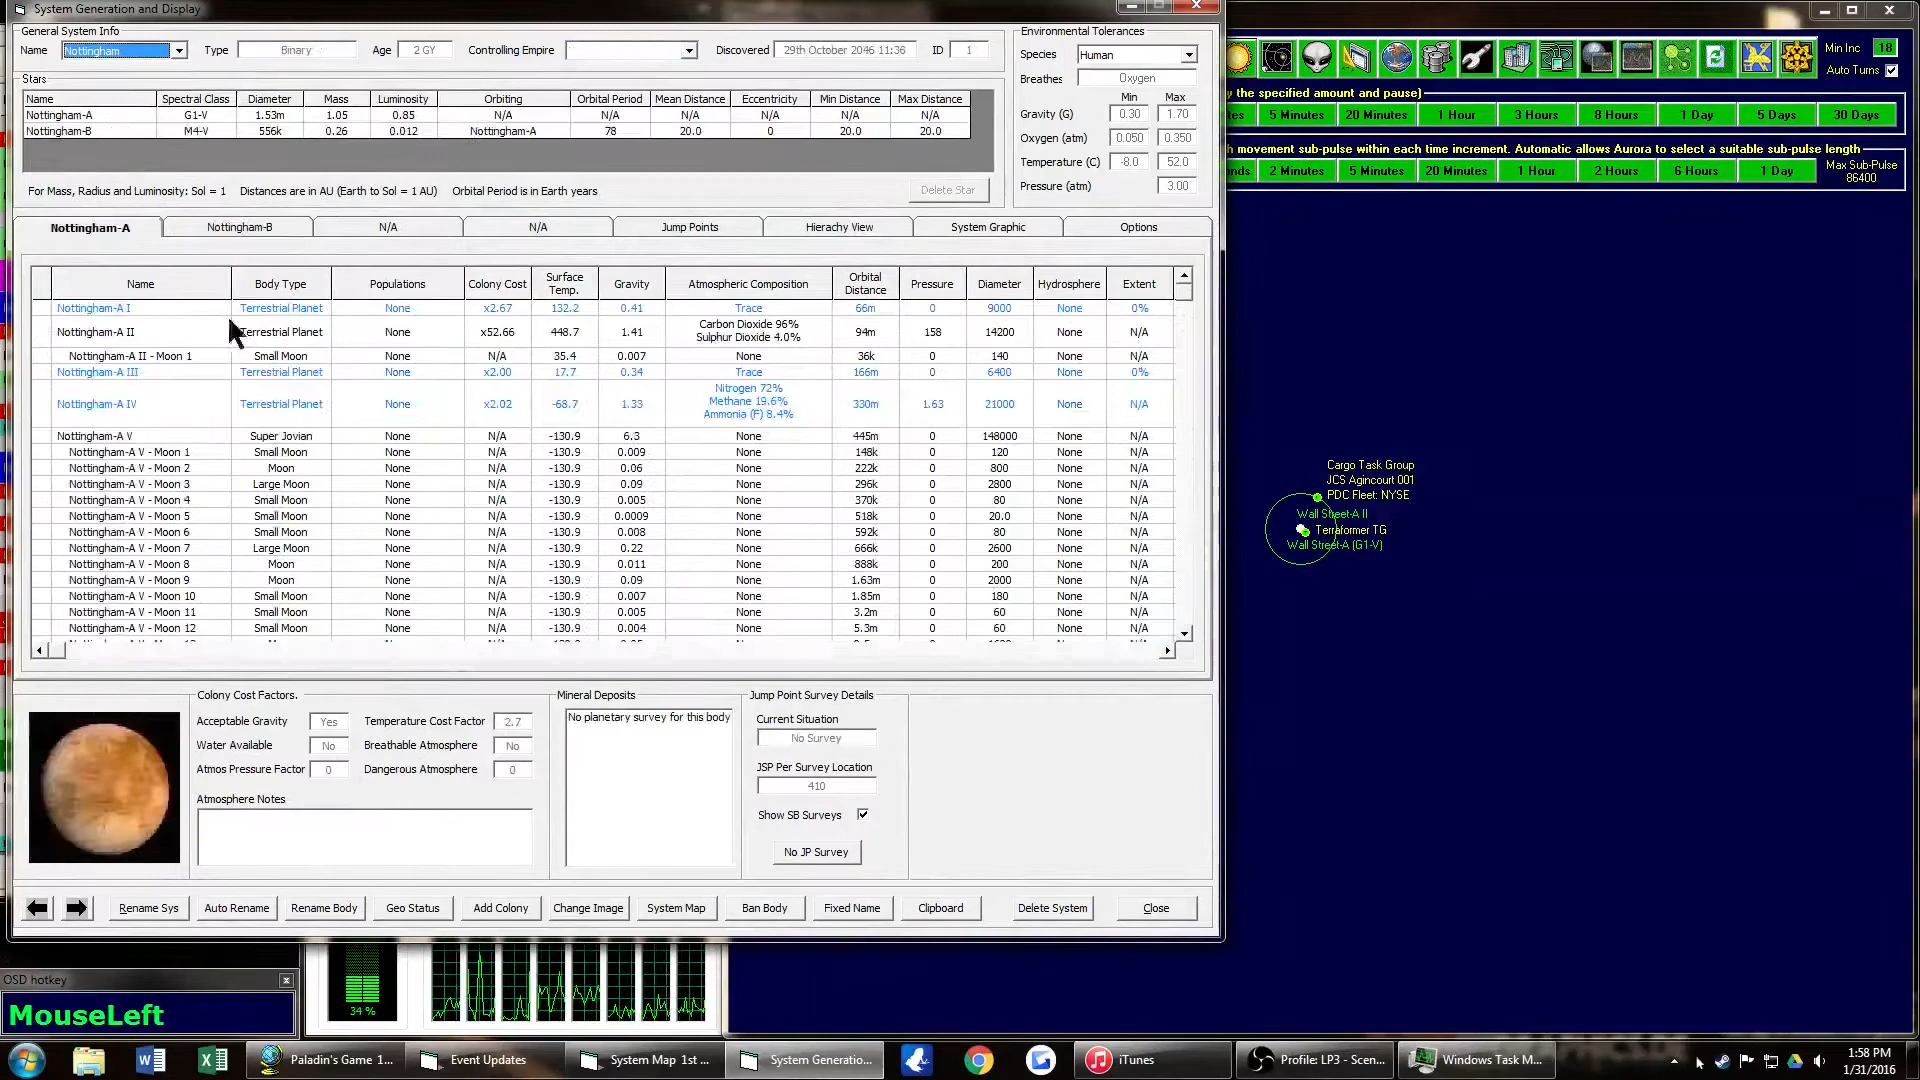 System Generation and Display
General System Info
Name Nottingham Type Binary Age 2 GY Controlling Empire Discovered 29th October 2046 11:36 ID 1
Stars
Name Spectral Class Diameter Mass Luminosity Orbiting Orbital Period Mean Distance Eccentricity Min Distance Max Distance
Nottingham-A G1-V 1.53m 1.05 0.85 N/A N/A N/A N/A N/A N/A
Nottingham-B M4-V 556k 0.26 0.012 Nottingham-A 78 20.0 0 20.0 20.0
For Mass, Radius and Luminosity: Sol = 1 Distances are in AU (Earth to Sol = 1 AU) Orbital Period is in Earth years
Delete Star
Environmental Tolerances
Species Human
Breathes Oxygen
Min Max
Gravity (G) 0.30 1.70
Oxygen (atm) 0.050 0.350
Temperature (C) -8.0 52.0
Pressure (atm) 3.00
Nottingham-A Nottingham-B N/A N/A Jump Points Hierachy View System Graphic Options
Name Body Type Populations Colony Cost Surface Temp. Gravity Atmospheric Composition Orbital Distance Pressure Diameter Hydrosphere Extent
Nottingham-A I Terrestrial Planet None x2.67 132.2 0.41 Trace 66m 0 9000 None 0%
Nottingham-A II Terrestrial Planet None x52.66 448.7 1.41 Carbon Dioxide 96% Sulphur Dioxide 4.0% 94m 158 14200 None N/A
Nottingham-A II - Moon 1 Small Moon None N/A 35.4 0.007 None 36k 0 140 None N/A
Nottingham-A III Terrestrial Planet None x2.00 17.7 0.34 Trace 166m 0 6400 None 0%
Nottingham-A IV Terrestrial Planet None x2.02 -68.7 1.33 Nitrogen 72% Methane 19.6% Ammonia (F) 8.4% 330m 1.63 21000 None N/A
Nottingham-A V Super Jovian None N/A -130.9 6.3 None 445m 0 148000 None N/A
Nottingham-A V - Moon 1 Small Moon None N/A -130.9 0.009 None 148k 0 120 None N/A
Nottingham-A V - Moon 2 Moon None N/A -130.9 0.06 None 222k 0 800 None N/A
Nottingham-A V - Moon 3 Large Moon None N/A -130.9 0.09 None 296k 0 2800 None N/A
Nottingham-A V - Moon 4 Small Moon None N/A -130.9 0.005 None 370k 0 80 None N/A
Nottingham-A V - Moon 5 Small Moon None N/A -130.9 0.0009 None 518k 0 20.0 None N/A
Nottingham-A V - Moon 6 Small Moon None N/A -130.9 0.008 None 592k 0 80 None N/A
Nottingham-A V - Moon 7 Large Moon None N/A -130.9 0.22 None 666k 0 2600 None N/A
Nottingham-A V - Moon 8 Moon None N/A -130.9 0.011 None 888k 0 200 None N/A
Nottingham-A V - Moon 9 Moon None N/A -130.9 0.09 None 1.63m 0 2000 None N/A
Nottingham-A V - Moon 10 Small Moon None N/A -130.9 0.007 None 1.85m 0 180 None N/A
Nottingham-A V - Moon 11 Small Moon None N/A -130.9 0.005 None 3.2m 0 60 None N/A
Nottingham-A V - Moon 12 Small Moon None N/A -130.9 0.004 None 5.3m 0 60 None N/A
Colony Cost Factors.
Acceptable Gravity Yes Temperature Cost Factor 2.7
Water Available No Breathable Atmosphere No
Atmos Pressure Factor 0 Dangerous Atmosphere 0
Atmosphere Notes
Mineral Deposits
No planetary survey for this body
Jump Point Survey Details
Current Situation
No Survey
JSP Per Survey Location
410
Show SB Surveys
No JP Survey
Rename Sys Auto Rename Rename Body Geo Status Add Colony Change Image System Map Ban Body Fixed Name Clipboard Delete System Close
Min Inc 18
Auto Turns
y the specified amount and pause)
tes 5 Minutes 20 Minutes 1 Hour 3 Hours 8 Hours 1 Day 5 Days 30 Days
h movement sub-pulse within each time increment. Automatic allows Aurora to select a suitable sub-pulse length
onds 2 Minutes 5 Minutes 20 Minutes 1 Hour 2 Hours 6 Hours 1 Day Max Sub-Pulse 86400
Cargo Task Group
JCS Agincourt 001
PDC Fleet: NYSE
Wall Street-A II
Terraformer TG
Wall Street-A (G1-V)
OSD hotkey
MouseLeft
34 %
Paladin's Game 1... Event Updates System Map 1st ... System Generatio... iTunes Profile: LP3 - Scen... Windows Task M...
1:58 PM
1/31/2016